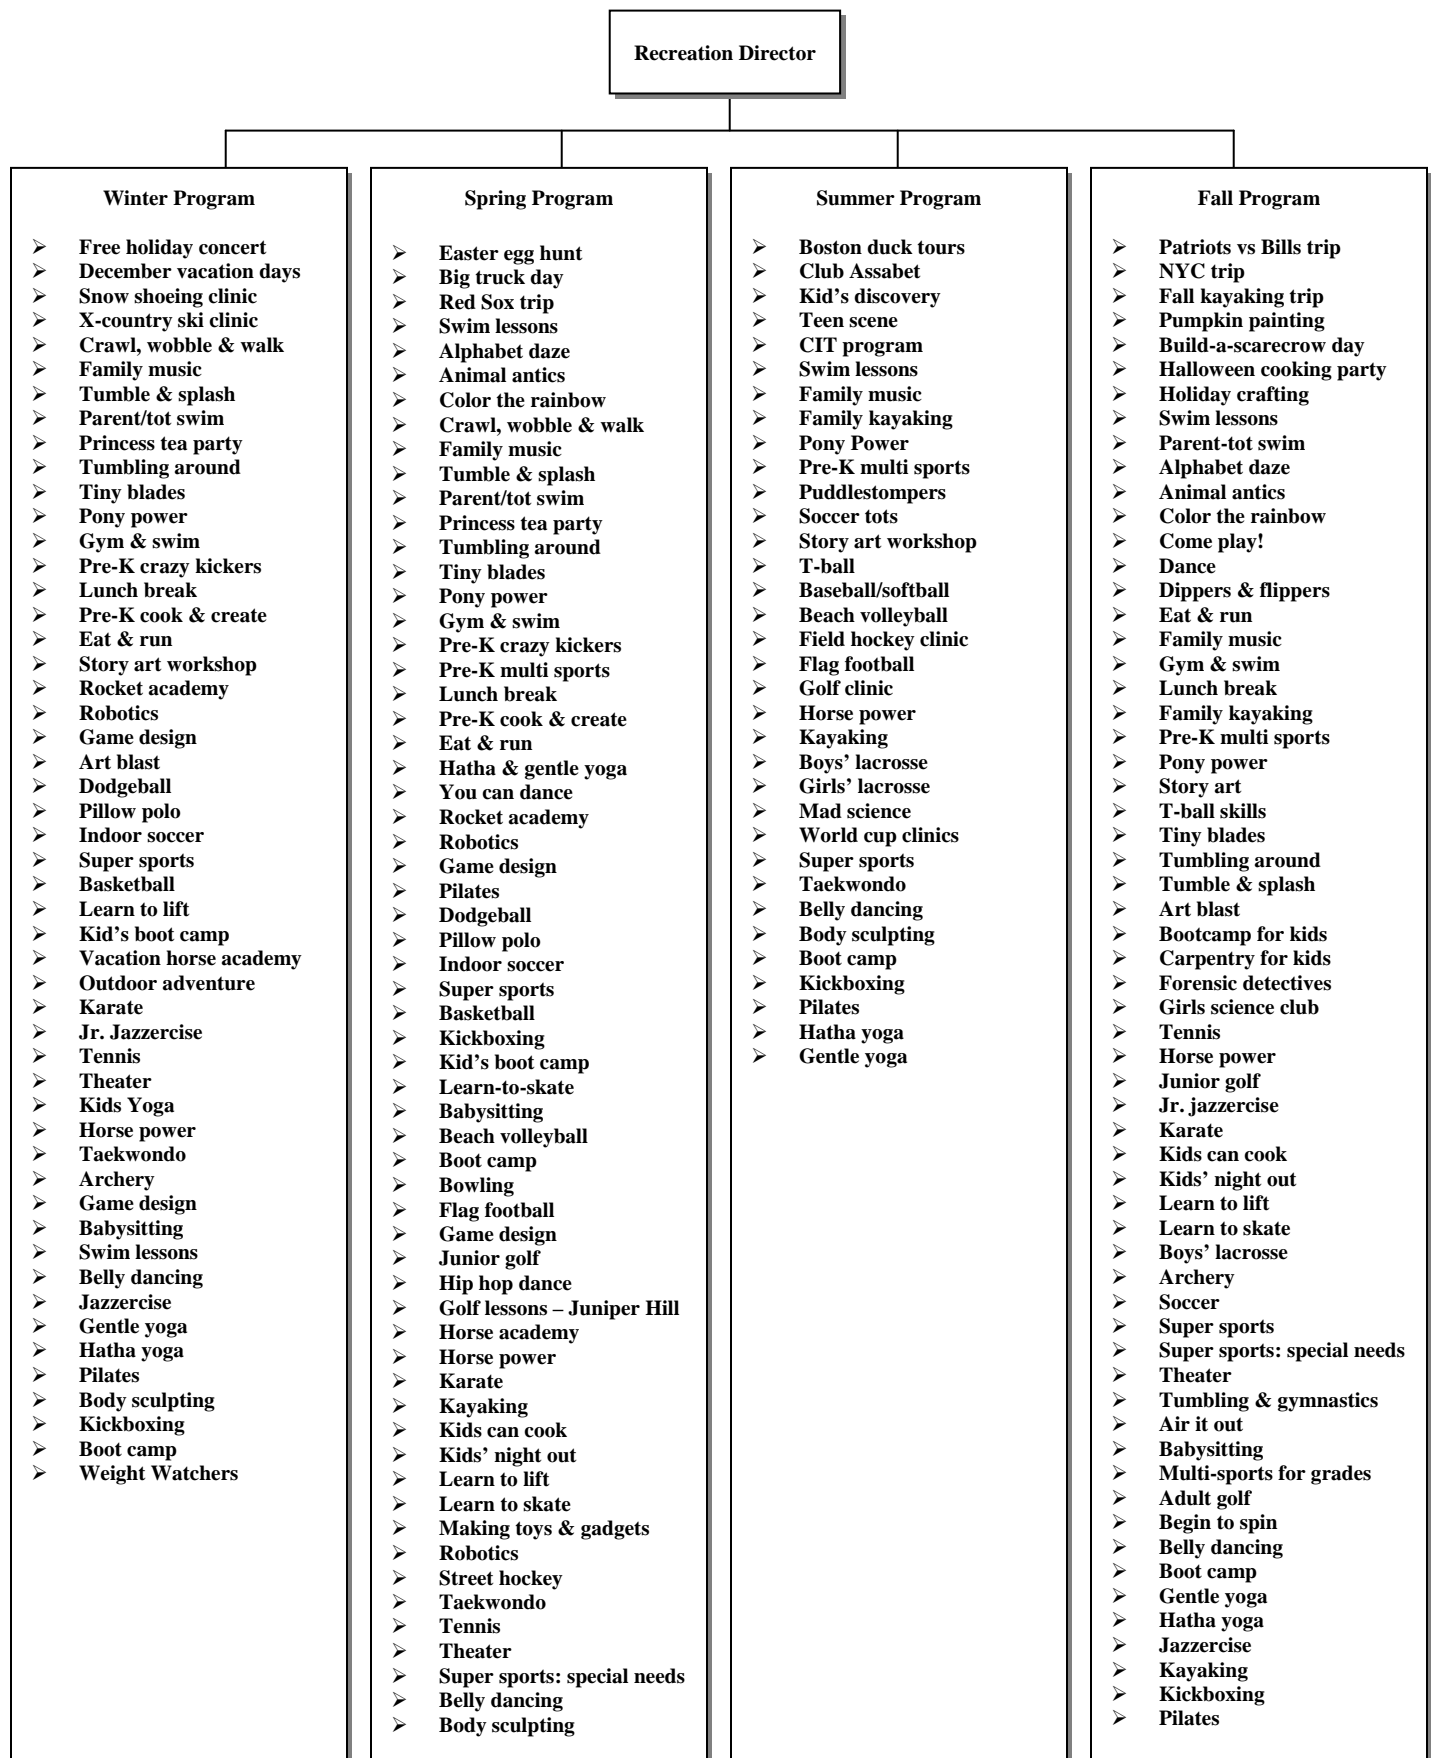 Recreation Director
Winter Program
➢ Free holiday concert
➢ December vacation days
➢ Snow shoeing clinic
➢ X-country ski clinic
➢ Crawl, wobble & walk
➢ Family music
➢ Tumble & splash
➢ Parent/tot swim
➢ Princess tea party
➢ Tumbling around
➢ Tiny blades
➢ Pony power
➢ Gym & swim
➢ Pre-K crazy kickers
➢ Lunch break
➢ Pre-K cook & create
➢ Eat & run
➢ Story art workshop
➢ Rocket academy
➢ Robotics
➢ Game design
➢ Art blast
➢ Dodgeball
➢ Pillow polo
➢ Indoor soccer
➢ Super sports
➢ Basketball
➢ Learn to lift
➢ Kid's boot camp
➢ Vacation horse academy
➢ Outdoor adventure
➢ Karate
➢ Jr. Jazzercise
➢ Tennis
➢ Theater
➢ Kids Yoga
➢ Horse power
➢ Taekwondo
➢ Archery
➢ Game design
➢ Babysitting
➢ Swim lessons
➢ Belly dancing
➢ Jazzercise
➢ Gentle yoga
➢ Hatha yoga
➢ Pilates
➢ Body sculpting
➢ Kickboxing
➢ Boot camp
➢ Weight Watchers
Spring Program
➢ Easter egg hunt
➢ Big truck day
➢ Red Sox trip
➢ Swim lessons
➢ Alphabet daze
➢ Animal antics
➢ Color the rainbow
➢ Crawl, wobble & walk
➢ Family music
➢ Tumble & splash
➢ Parent/tot swim
➢ Princess tea party
➢ Tumbling around
➢ Tiny blades
➢ Pony power
➢ Gym & swim
➢ Pre-K crazy kickers
➢ Pre-K multi sports
➢ Lunch break
➢ Pre-K cook & create
➢ Eat & run
➢ Hatha & gentle yoga
➢ You can dance
➢ Rocket academy
➢ Robotics
➢ Game design
➢ Pilates
➢ Dodgeball
➢ Pillow polo
➢ Indoor soccer
➢ Super sports
➢ Basketball
➢ Kickboxing
➢ Kid's boot camp
➢ Learn-to-skate
➢ Babysitting
➢ Beach volleyball
➢ Boot camp
➢ Bowling
➢ Flag football
➢ Game design
➢ Junior golf
➢ Hip hop dance
➢ Golf lessons – Juniper Hill
➢ Horse academy
➢ Horse power
➢ Karate
➢ Kayaking
➢ Kids can cook
➢ Kids’ night out
➢ Learn to lift
➢ Learn to skate
➢ Making toys & gadgets
➢ Robotics
➢ Street hockey
➢ Taekwondo
➢ Tennis
➢ Theater
➢ Super sports: special needs
➢ Belly dancing
➢ Body sculpting
Summer Program
➢ Boston duck tours
➢ Club Assabet
➢ Kid's discovery
➢ Teen scene
➢ CIT program
➢ Swim lessons
➢ Family music
➢ Family kayaking
➢ Pony Power
➢ Pre-K multi sports
➢ Puddlestompers
➢ Soccer tots
➢ Story art workshop
➢ T-ball
➢ Baseball/softball
➢ Beach volleyball
➢ Field hockey clinic
➢ Flag football
➢ Golf clinic
➢ Horse power
➢ Kayaking
➢ Boys’ lacrosse
➢ Girls’ lacrosse
➢ Mad science
➢ World cup clinics
➢ Super sports
➢ Taekwondo
➢ Belly dancing
➢ Body sculpting
➢ Boot camp
➢ Kickboxing
➢ Pilates
➢ Hatha yoga
➢ Gentle yoga
Fall Program
➢ Patriots vs Bills trip
➢ NYC trip
➢ Fall kayaking trip
➢ Pumpkin painting
➢ Build-a-scarecrow day
➢ Halloween cooking party
➢ Holiday crafting
➢ Swim lessons
➢ Parent-tot swim
➢ Alphabet daze
➢ Animal antics
➢ Color the rainbow
➢ Come play!
➢ Dance
➢ Dippers & flippers
➢ Eat & run
➢ Family music
➢ Gym & swim
➢ Lunch break
➢ Family kayaking
➢ Pre-K multi sports
➢ Pony power
➢ Story art
➢ T-ball skills
➢ Tiny blades
➢ Tumbling around
➢ Tumble & splash
➢ Art blast
➢ Bootcamp for kids
➢ Carpentry for kids
➢ Forensic detectives
➢ Girls science club
➢ Tennis
➢ Horse power
➢ Junior golf
➢ Jr. jazzercise
➢ Karate
➢ Kids can cook
➢ Kids’ night out
➢ Learn to lift
➢ Learn to skate
➢ Boys’ lacrosse
➢ Archery
➢ Soccer
➢ Super sports
➢ Super sports: special needs
➢ Theater
➢ Tumbling & gymnastics
➢ Air it out
➢ Babysitting
➢ Multi-sports for grades
➢ Adult golf
➢ Begin to spin
➢ Belly dancing
➢ Boot camp
➢ Gentle yoga
➢ Hatha yoga
➢ Jazzercise
➢ Kayaking
➢ Kickboxing
➢ Pilates